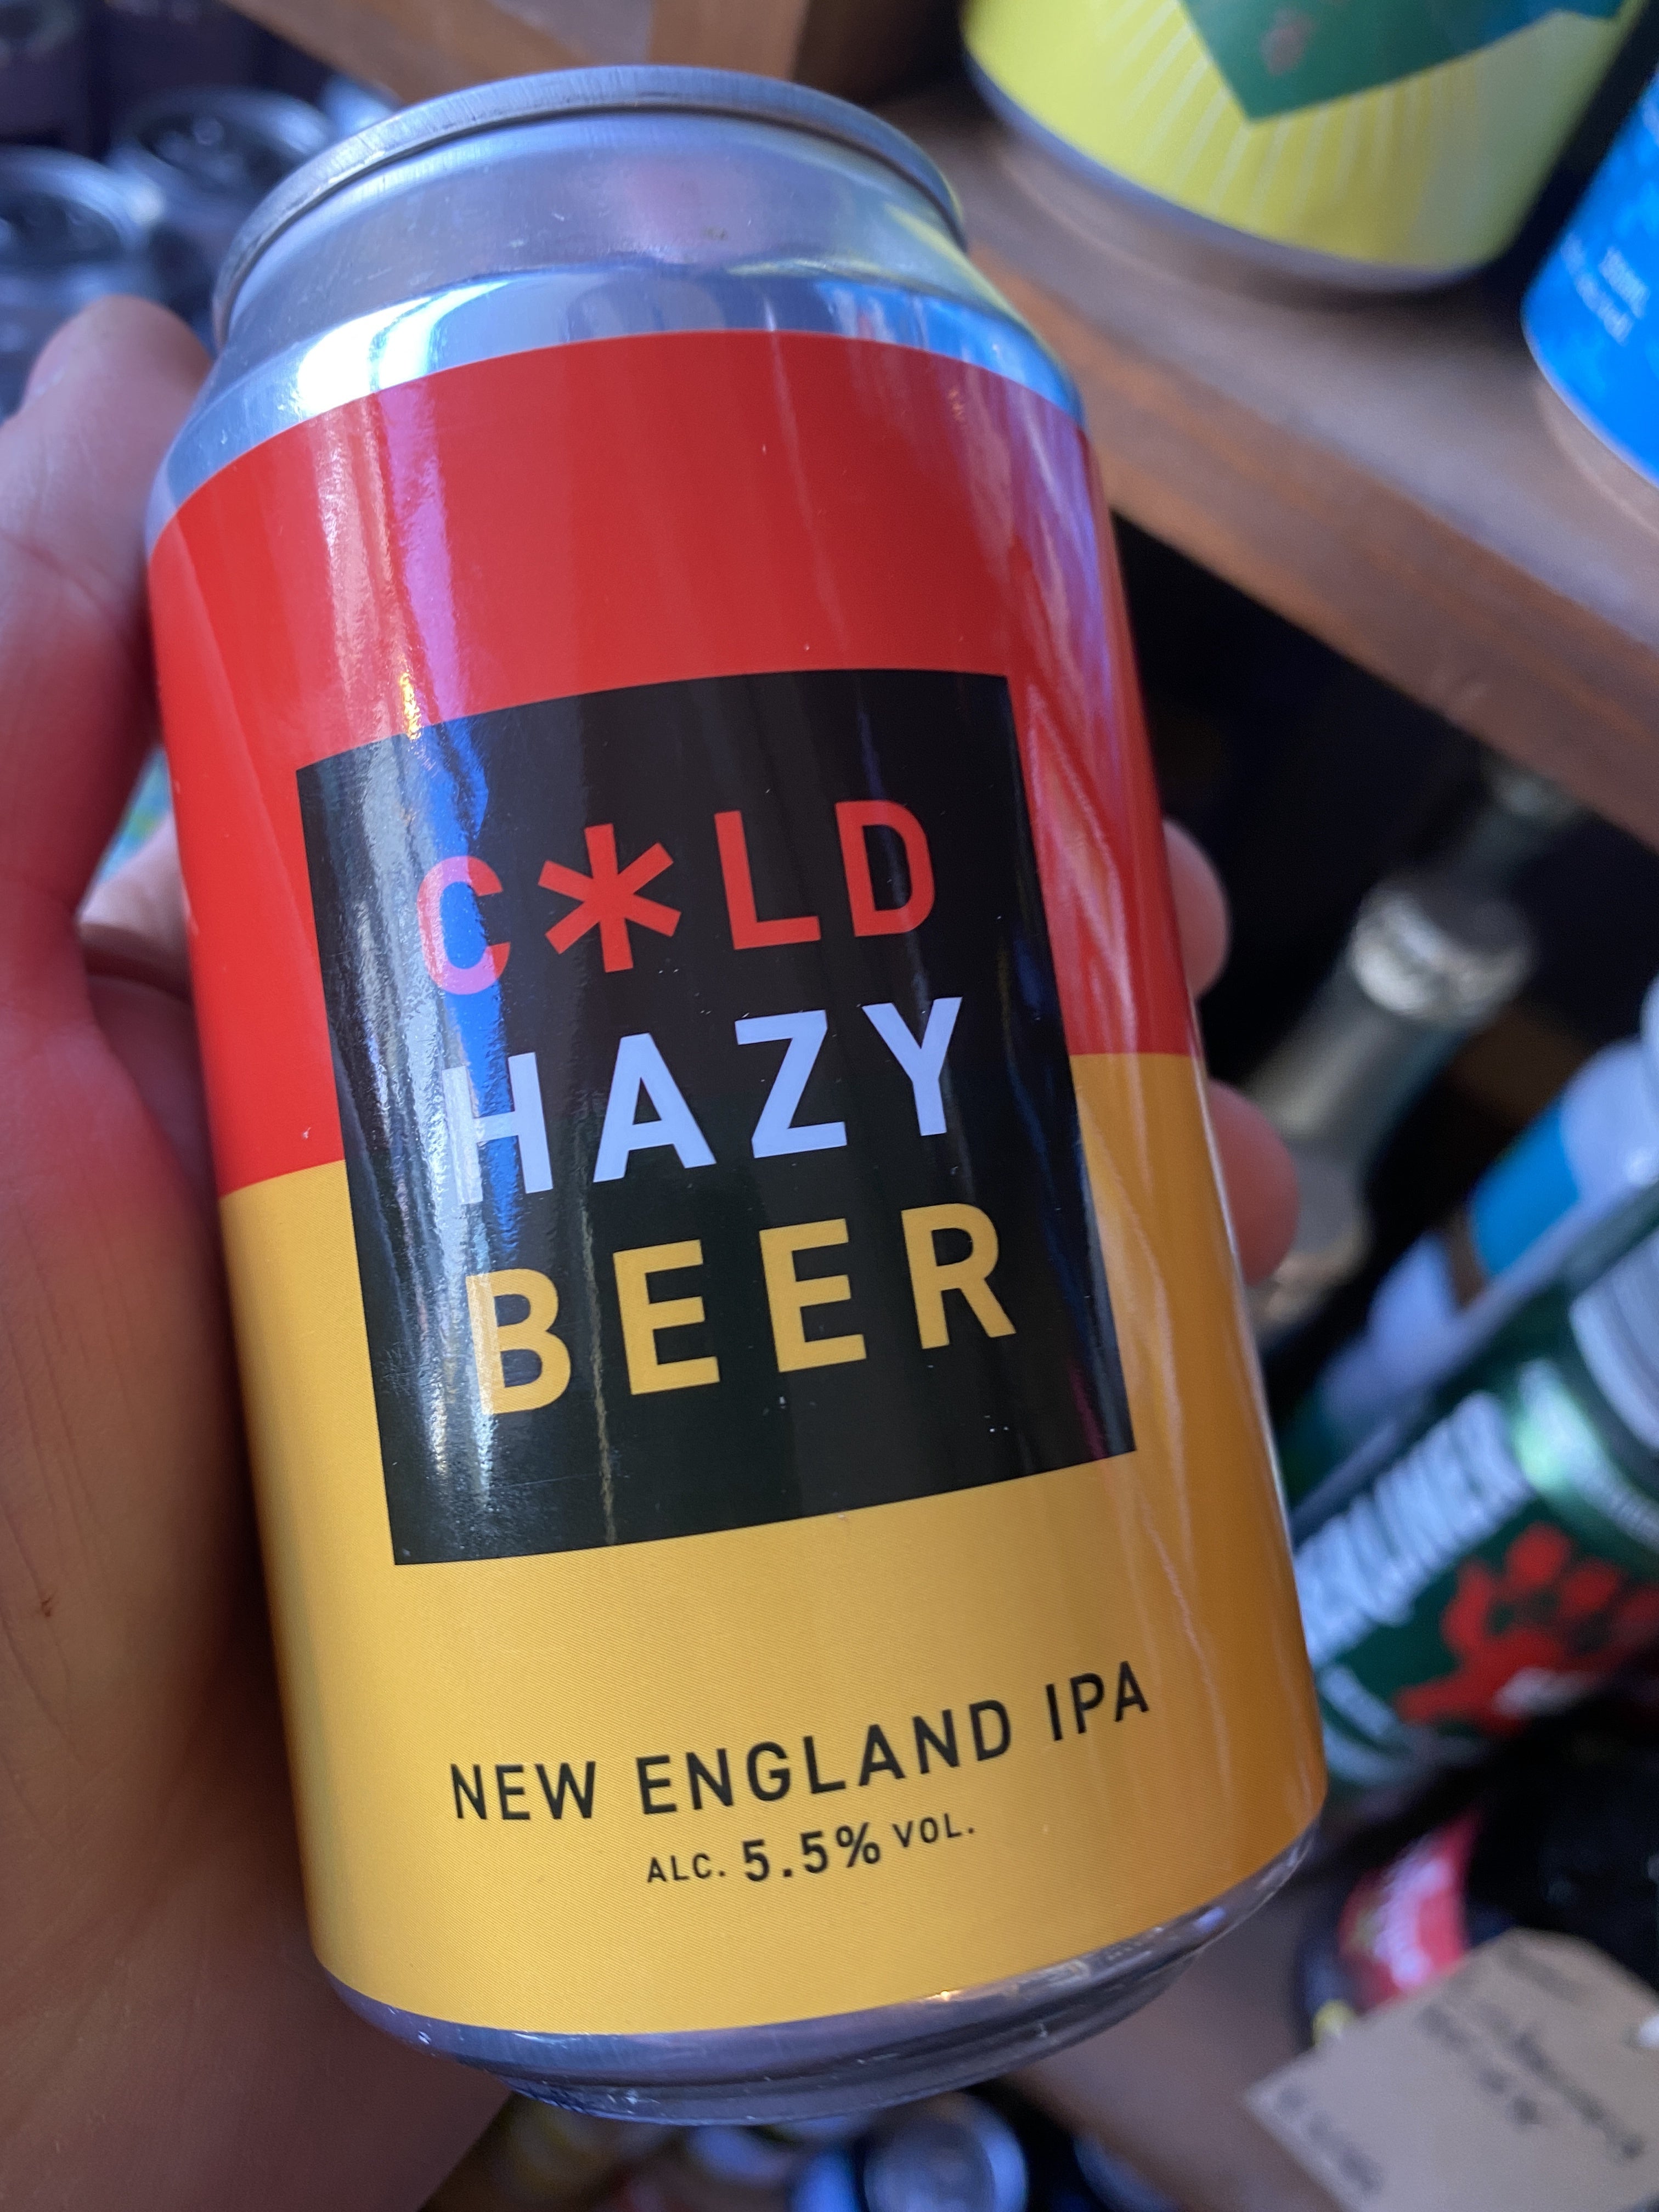 C*LD
HAZY
BEER
NEW ENGLAND IPA
ALC. 5.5% VOL.